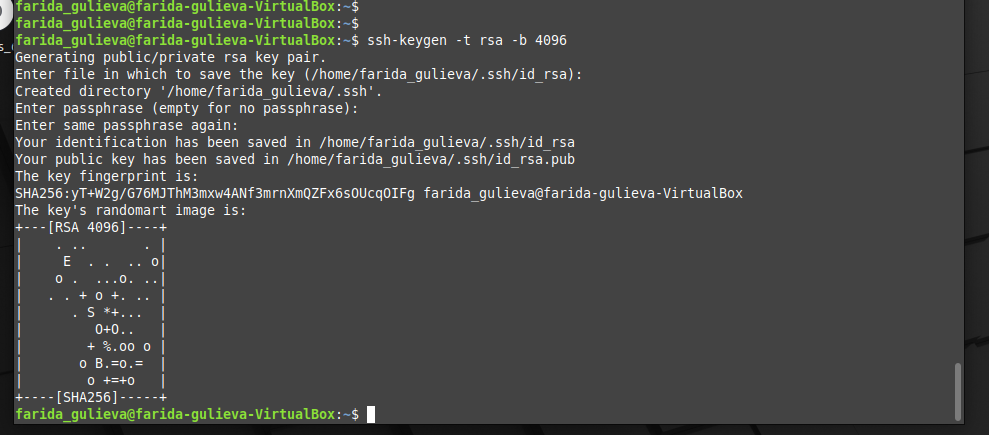 farida_gulieva@farida-gulieva-VirtualBox:~$
farida_gulieva@farida-gulieva-VirtualBox:~$
farida_gulieva@farida-gulieva-VirtualBox:~$ ssh-keygen -t rsa -b 4096
Generating public/private rsa key pair.
Enter file in which to save the key (/home/farida_gulieva/.ssh/id_rsa):
Created directory '/home/farida_gulieva/.ssh'.
Enter passphrase (empty for no passphrase):
Enter same passphrase again:
Your identification has been saved in /home/farida_gulieva/.ssh/id_rsa
Your public key has been saved in /home/farida_gulieva/.ssh/id_rsa.pub
The key fingerprint is:
SHA256:yT+W2g/G76MJThM3mxw4ANf3mrnXmQZFx6sOUcqOIFg farida_gulieva@farida-gulieva-VirtualBox
The key's randomart image is:
+---[RSA 4096]----+
|    . ..       . |
|     E  . .  .. o|
|    o .  ...o. ..|
|   . . + o +. .. |
|      . S *+...  |
|         O+O..   |
|        + %.oo o |
|       o B.=o.=  |
|        o +=+o   |
+----[SHA256]-----+
farida_gulieva@farida-gulieva-VirtualBox:~$